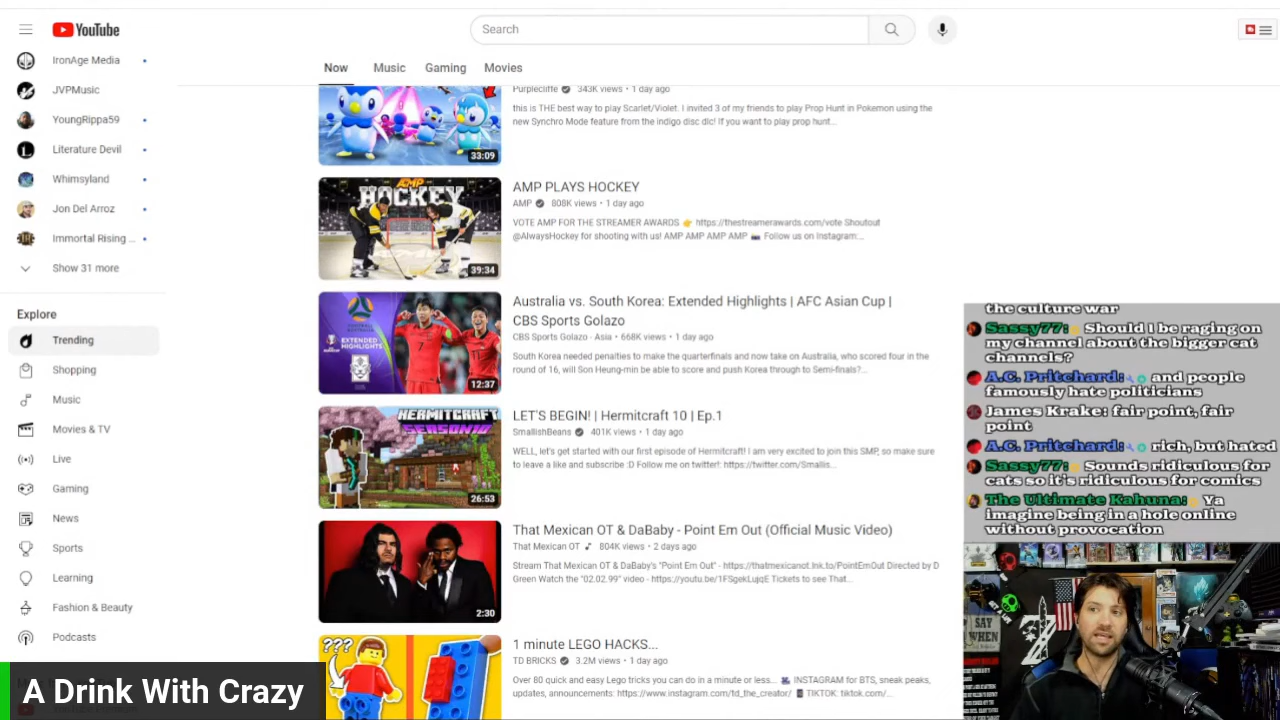 YouTube
Search
IronAge Media
JVPMusic
YoungRippa59
Literature Devil
Whimsyland
Jon Del Arroz
Immortal Rising ...
Show 31 more
Explore
Trending
Shopping
Music
Movies & TV
Live
Gaming
News
Sports
Learning
Fashion & Beauty
Podcasts
A Drink With Crazy
Now Music Gaming Movies
33:09
Purplecliffe 343K views • 1 day ago
this is THE best way to play Scarlet/Violet. I invited 3 of my friends to play Prop Hunt in Pokemon using the
new Synchro Mode feature from the indigo disc dlc! If you want to play prop hunt...
AMP
HOCKEY
39:34
AMP PLAYS HOCKEY
AMP 808K views • 1 day ago
VOTE AMP FOR THE STREAMER AWARDS 👉 https://thestreamerawards.com/vote Shoutout
@AlwaysHockey for shooting with us! AMP AMP AMP AMP Follow us on Instagram:...
EXTENDED
HIGHLIGHTS
7
11
12:37
Australia vs. South Korea: Extended Highlights | AFC Asian Cup |
CBS Sports Golazo
CBS Sports Golazo - Asia • 668K views • 1 day ago
South Korea needed penalties to make the quarterfinals and now take on Australia, who scored four in the
round of 16, will Son Heung-min be able to score and push Korea through to Semi-finals?...
HERMITCRAFT
SEASON10
26:53
LET'S BEGIN! | Hermitcraft 10 | Ep.1
SmallishBeans 401K views • 1 day ago
WELL, let's get started with our first episode of Hermitcraft! I am very excited to join this SMP, so make sure
to leave a like and subscribe :D Follow me on twitter!: https://twitter.com/Smallis...
2:30
That Mexican OT & DaBaby - Point Em Out (Official Music Video)
That Mexican OT 804K views • 2 days ago
Stream That Mexican OT & DaBaby's "Point Em Out" - https://thatmexicanot.lnk.to/PointEmOut Directed by D
Green Watch the "02.02.99" video - https://youtu.be/1FSgekLujqE Tickets to see That...
???
1 minute LEGO HACKS...
TD BRICKS 3.2M views • 1 day ago
Over 80 quick and easy Lego tricks you can do in a minute or less... INSTAGRAM for BTS, sneak peaks,
updates, announcements: https://www.instagram.com/td_the_creator/ TIKTOK: tiktok.com/...
the culture war
Sassy77: Should I be raging on
my channel about the bigger cat
channels?
A.C. Pritchard: and people
famously hate politicians
James Krake: fair point, fair
point
A.C. Pritchard: rich, but hated
Sassy77: Sounds ridiculous for
cats so it's ridiculous for comics
The Ultimate Kahuna: Ya
imagine being in a hole online
without provocation
SAY
WHEN